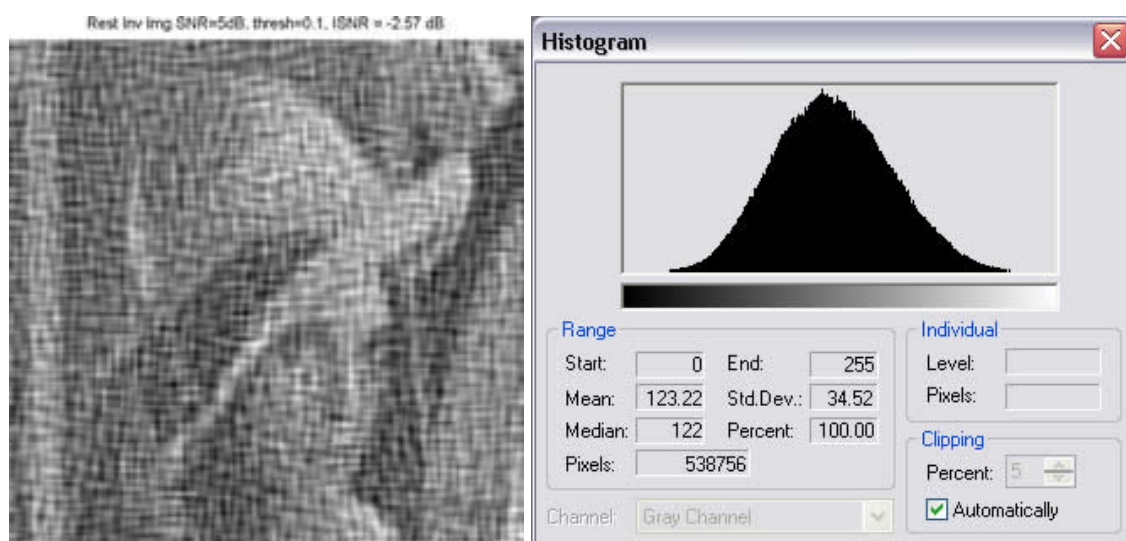 Rest Inv Img SNR=5dB, thresh=0.1, ISNR = -2.57 dB
Histogram
Range
Start: 0 End: 255
Mean: 123.22 Std.Dev.: 34.52
Median: 122 Percent: 100.00
Pixels: 538756
Channel: Gray Channel
Individual
Level:
Pixels:
Clipping
Percent: 5
Automatically